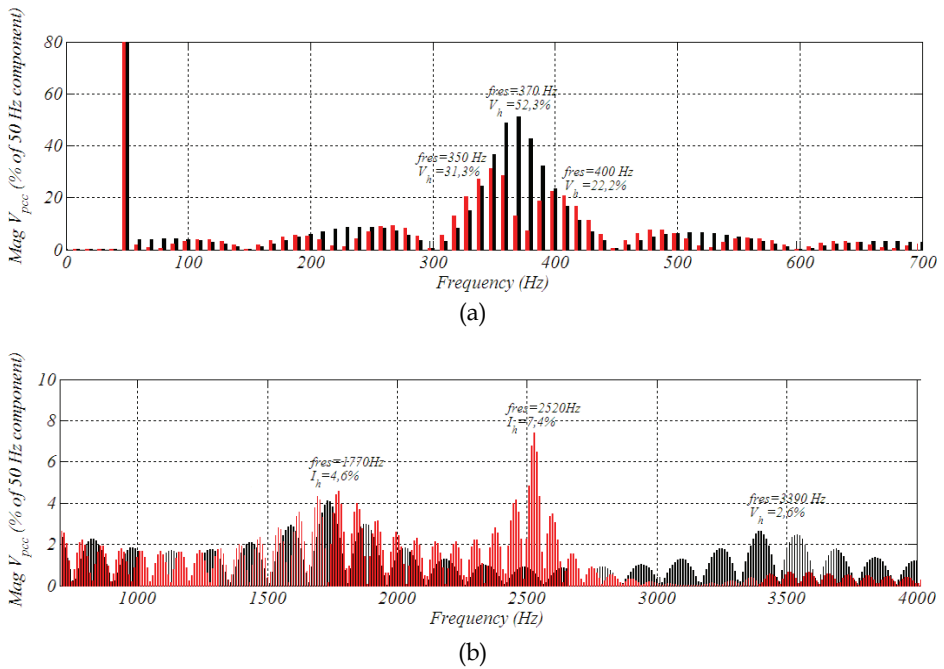 Mag V_pcc (% of 50 Hz component)
80
60
40
20
0
fres=370 Hz
V_h=52,3%
fres=350 Hz
V_h=31,3%
fres=400 Hz
V_h=22,2%
0 100 200 300 400 500 600 700
Frequency (Hz)
(a)
Mag V_pcc (% of 50 Hz component)
10
8
6
4
2
0
fres=2520Hz
I_h=7,4%
fres=1770Hz
I_h=4,6%
fres=3390 Hz
V_h=2,6%
1000 1500 2000 2500 3000 3500 4000
Frequency (Hz)
(b)